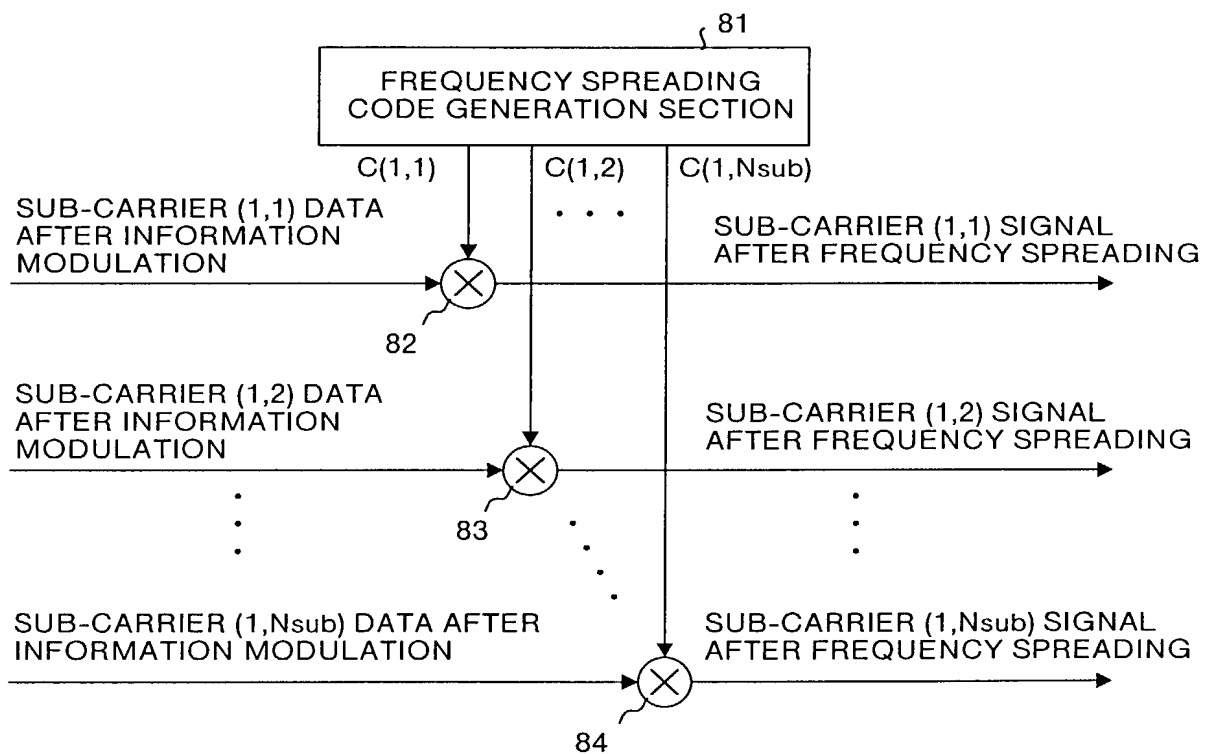 81
FREQUENCY SPREADING
CODE GENERATION SECTION
C(1,1)
C(1,2)
C(1,Nsub)
. . .
SUB-CARRIER (1,1) DATA
AFTER INFORMATION
MODULATION
SUB-CARRIER (1,1) SIGNAL
AFTER FREQUENCY SPREADING
82
SUB-CARRIER (1,2) DATA
AFTER INFORMATION
MODULATION
SUB-CARRIER (1,2) SIGNAL
AFTER FREQUENCY SPREADING
83
SUB-CARRIER (1,Nsub) DATA AFTER
INFORMATION MODULATION
SUB-CARRIER (1,Nsub) SIGNAL
AFTER FREQUENCY SPREADING
84